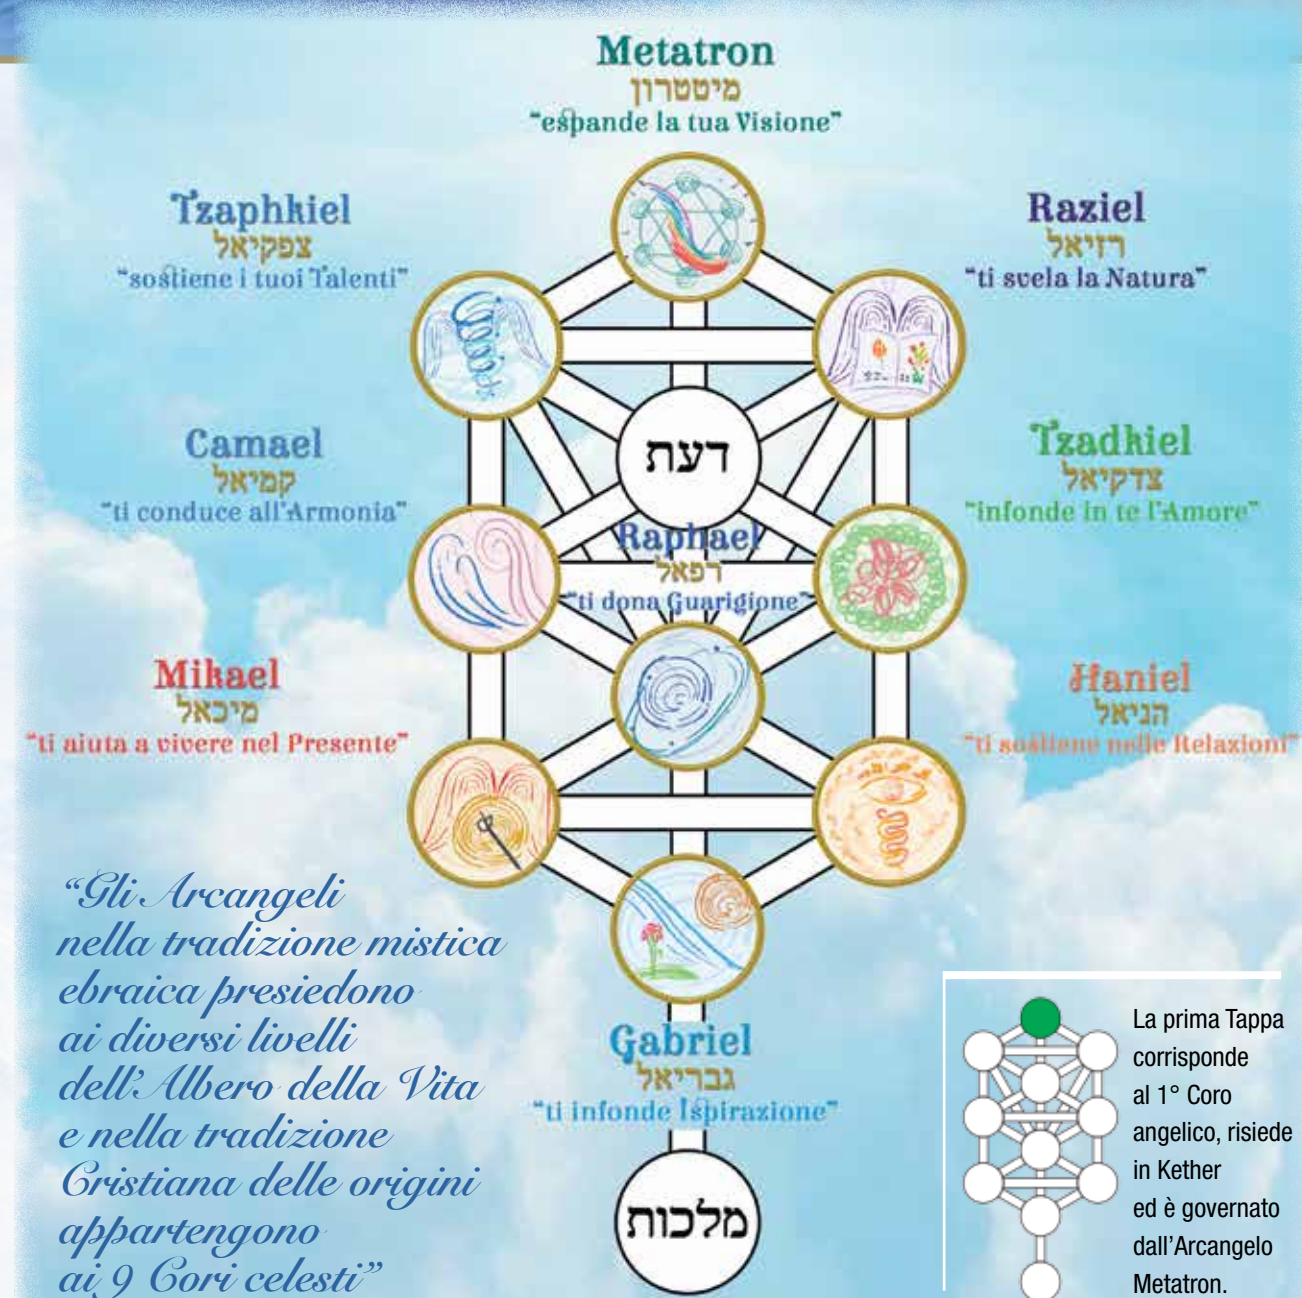 Metatron
מיטטרון
“espande la tua Visione”
Tzaphkiel
צפקיאל
“sostiene i tuoi Talenti”
Raziel
רזיאל
“ti svela la Natura”
Camael
קמיאל
“ti conduce all'Armonia”
דעת
Tzadkiel
צדקיאל
“infonde in te l'Amore”
Raphael
רפאל
“ti dona Guarigione”
Mikael
מיכאל
“ti aiuta a vivere nel Presente”
Haniel
הניאל
“ti sostiene nelle Relazioni”
“Gli Arcangeli
nella tradizione mistica
ebraica presiedono
ai diversi livelli
dell'Albero della Vita
e nella tradizione
Cristiana delle origini
appartengono
ai 9 Cori celesti”
Gabriel
גבריאל
“ti infonde Ispirazione”
מלכות
La prima Tappa
corrisponde
al 1° Coro
angelico, risiede
in Kether
ed è governato
dall'Arcangelo
Metatron.